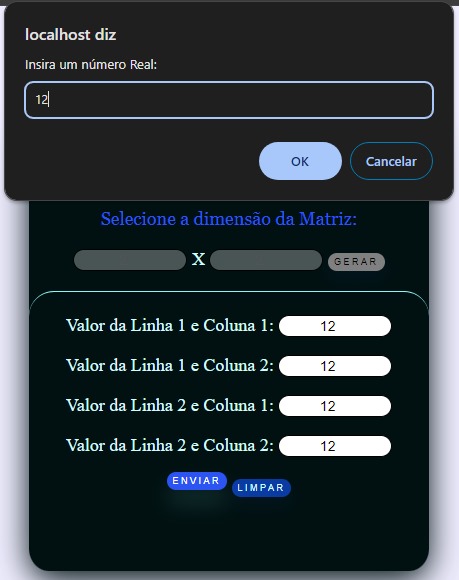 localhost diz
Insira um número Real:
12
OK Cancelar
Selecione a dimensão da Matriz:
X GERAR
Valor da Linha 1 e Coluna 1: 12
Valor da Linha 1 e Coluna 2: 12
Valor da Linha 2 e Coluna 1: 12
Valor da Linha 2 e Coluna 2: 12
ENVIAR LIMPAR